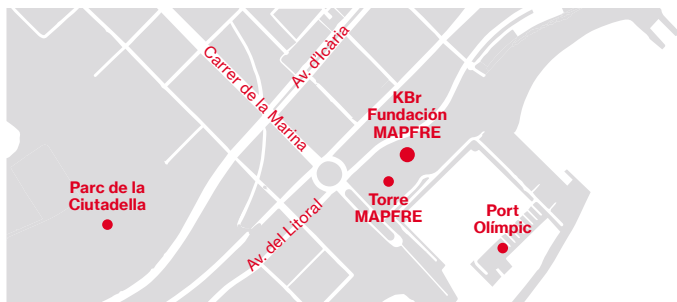 Carrer de la Marina
Av. d'Icària
KBr
Fundación
MAPFRE
Parc de la
Ciutadella
Torre
MAPFRE
Av. del Litoral
Port
Olímpic